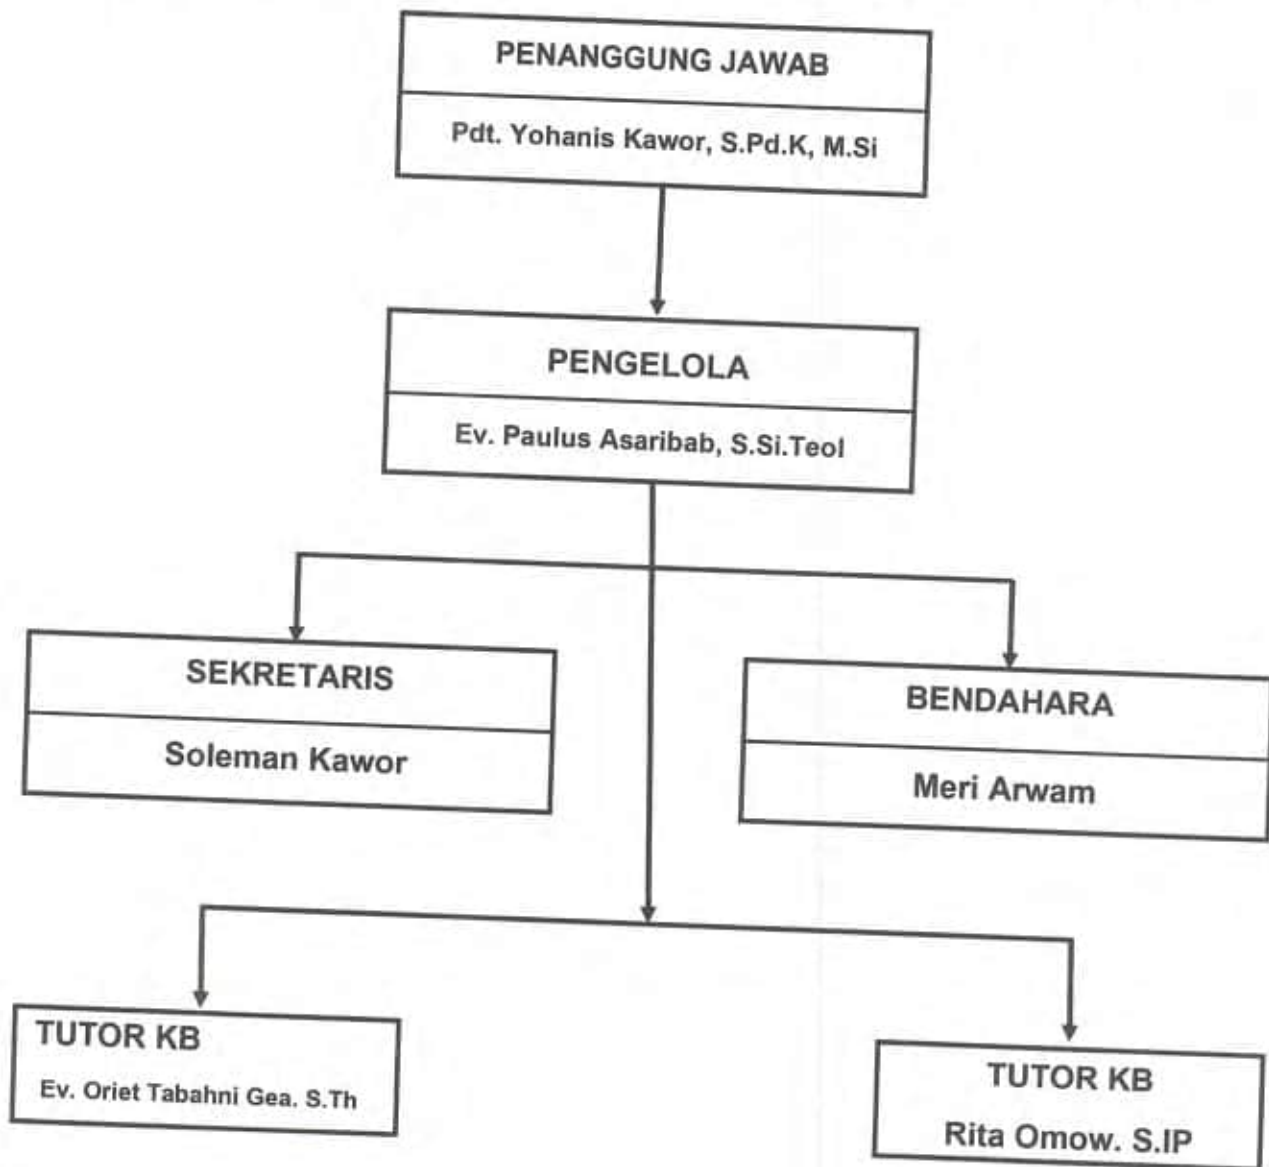 PENANGGUNG JAWAB
Pdt. Yohanis Kawor, S.Pd.K, M.Si
PENGELOLA
Ev. Paulus Asaribab, S.Si.Teol
SEKRETARIS
Soleman Kawor
BENDAHARA
Meri Arwam
TUTOR KB
Ev. Oriet Tabahni Gea. S.Th
TUTOR KB
Rita Omow. S.IP